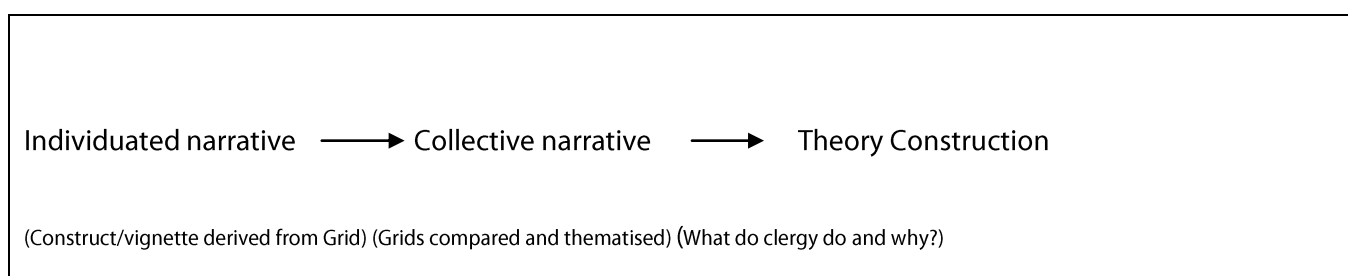 Individuated narrative → Collective narrative → Theory Construction
(Construct/vignette derived from Grid) (Grids compared and thematised) (What do clergy do and why?)